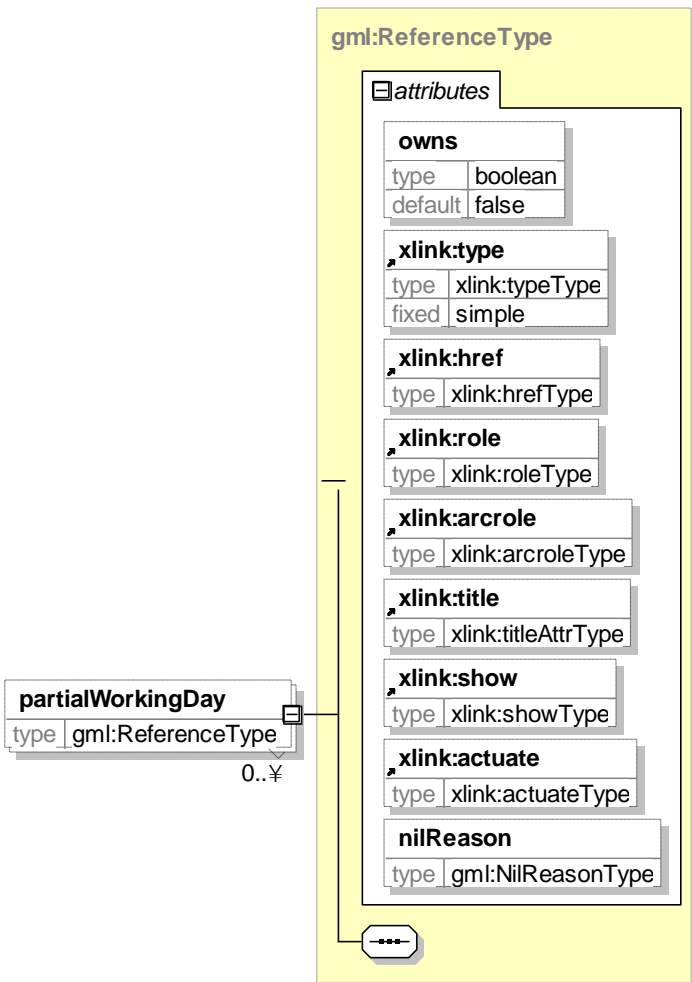 gml:ReferenceType
attributes
owns
type boolean
default false
xlink:type
type xlink:typeType
fixed simple
xlink:href
type xlink:hrefType
xlink:role
type xlink:roleType
xlink:arcrole
type xlink:arcroleType
xlink:title
type xlink:titleAttrType
xlink:show
type xlink:showType
xlink:actuate
type xlink:actuateType
nilReason
type gml:NilReasonType
partialWorkingDay
type gml:ReferenceType
0..¥